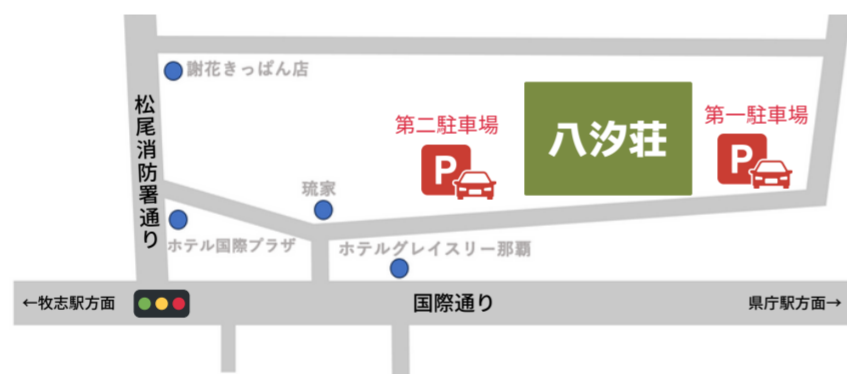 謝花きっぱん店
松尾消防署通り
第二駐車場
P
八汐荘
第一駐車場
P
琉家
ホテル国際プラザ
ホテルグレイスリー那覇
←牧志駅方面
国際通り
県庁駅方面→